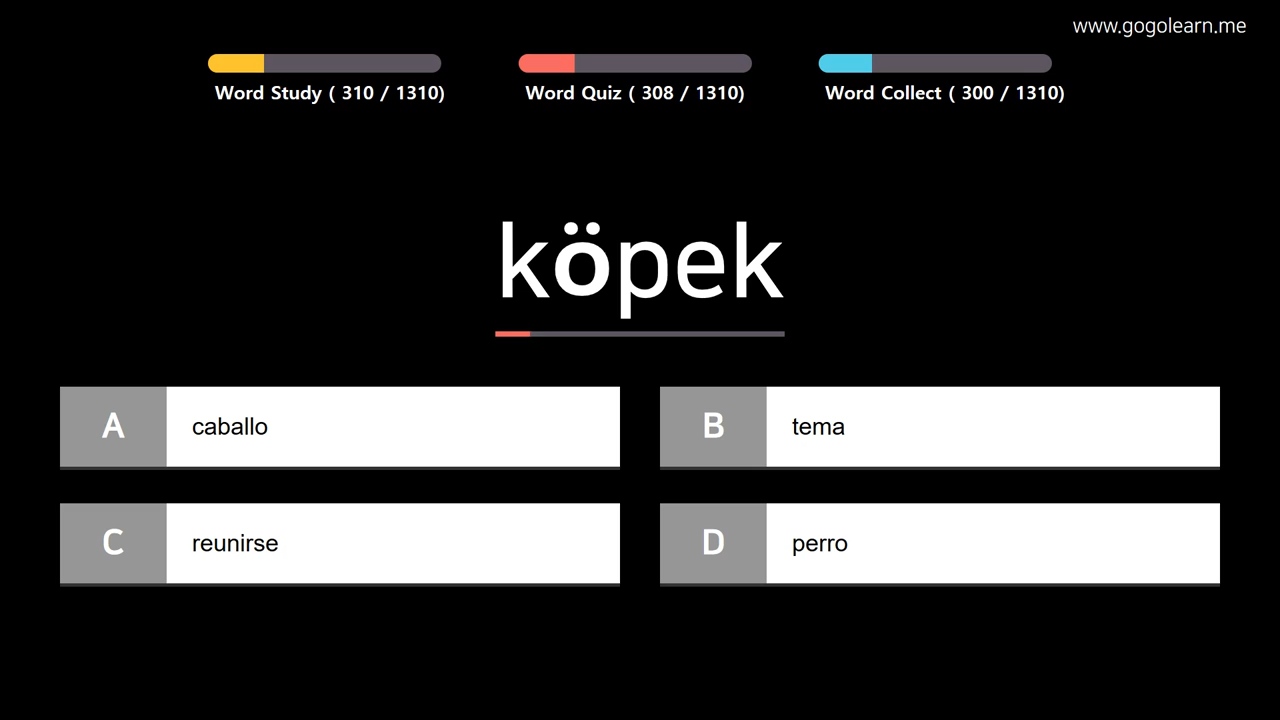 www.gogolearn.me
Word Study ( 310 / 1310)
Word Quiz ( 308 / 1310)
Word Collect ( 300 / 1310)
köpek
A caballo
B tema
C reunirse
D perro